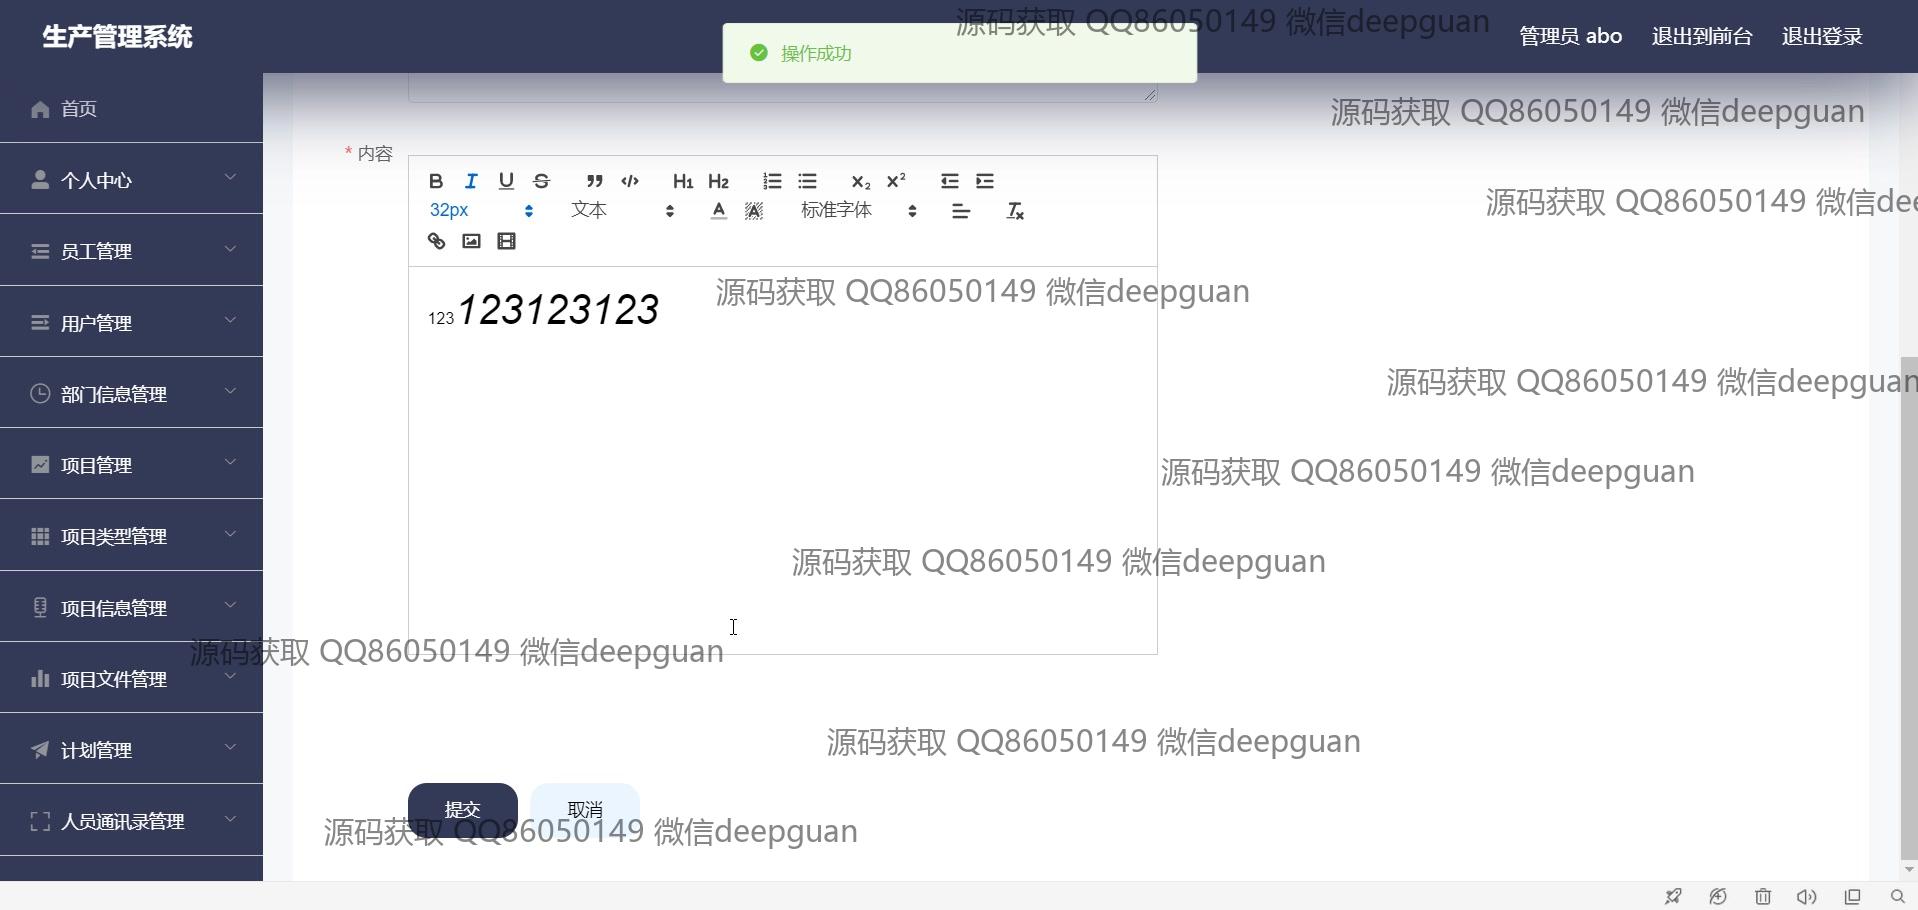 生产管理系统
源码获取 QQ86050149 微信deepguan
管理员 abo
退出到前台
退出登录
操作成功
首页
源码获取 QQ86050149 微信deepguan
* 内容
个人中心
B I U S H1 H2 X2 X2
源码获取 QQ86050149 微信dee
32px 文本 A A 标准字体 Tx
员工管理
源码获取 QQ86050149 微信deepguan
123123123123
用户管理
部门信息管理
源码获取 QQ86050149 微信deepguan
项目管理
源码获取 QQ86050149 微信deepguan
项目类型管理
源码获取 QQ86050149 微信deepguan
项目信息管理
源码获取 QQ86050149 微信deepguan
项目文件管理
计划管理
源码获取 QQ86050149 微信deepguan
提交
取消
人员通讯录管理
源码获取 QQ86050149 微信deepguan